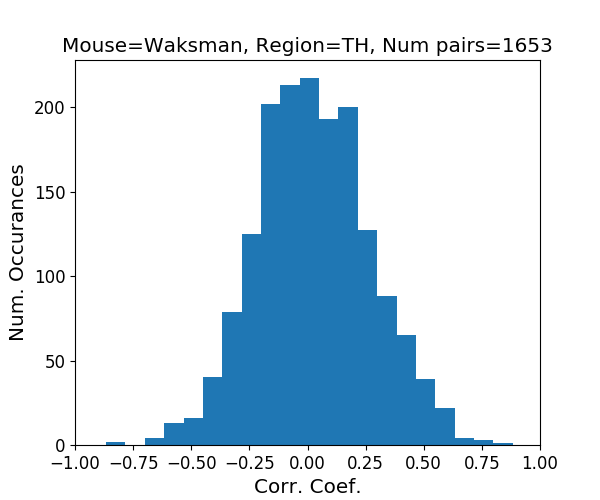 Mouse=Waksman, Region=TH, Num pairs=1653
200
150
100
50
0
Num. Occurances
−1.00 −0.75 −0.50 −0.25 0.00 0.25 0.50 0.75 1.00
Corr. Coef.